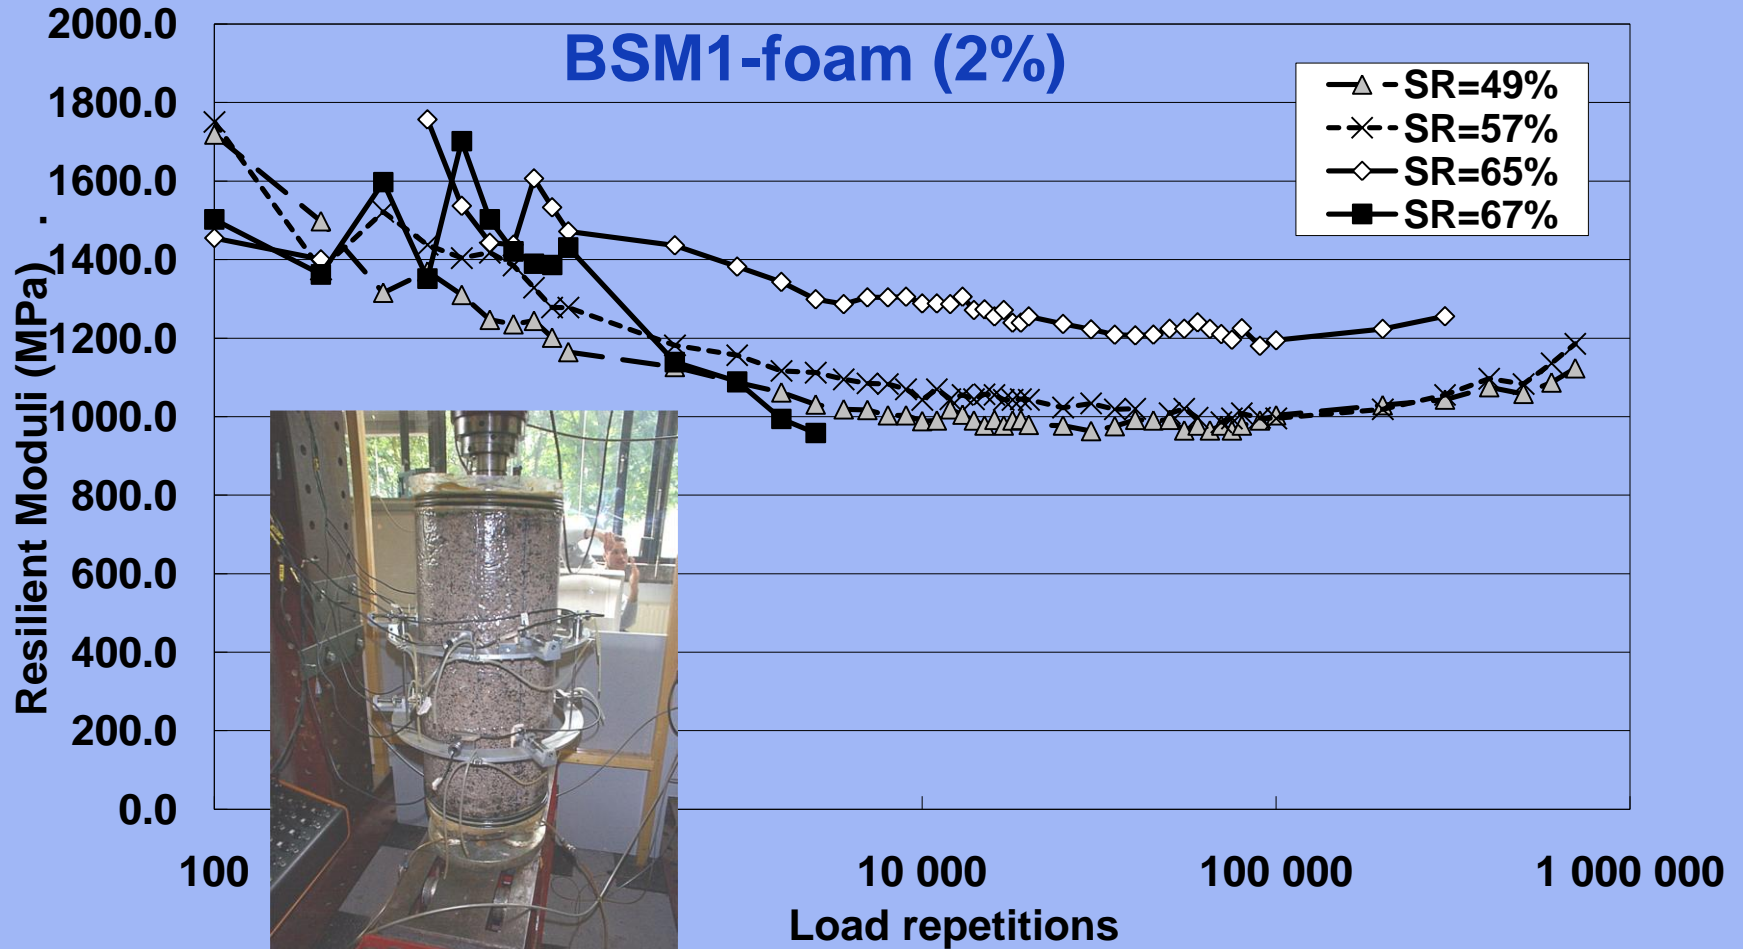 BSM1-foam (2%)
2000.0
1800.0
1600.0
1400.0
1200.0
1000.0
800.0
600.0
400.0
200.0
0.0
Resilient Moduli (MPa) .
SR=49%
SR=57%
SR=65%
SR=67%
100
10 000
100 000
1 000 000
Load repetitions